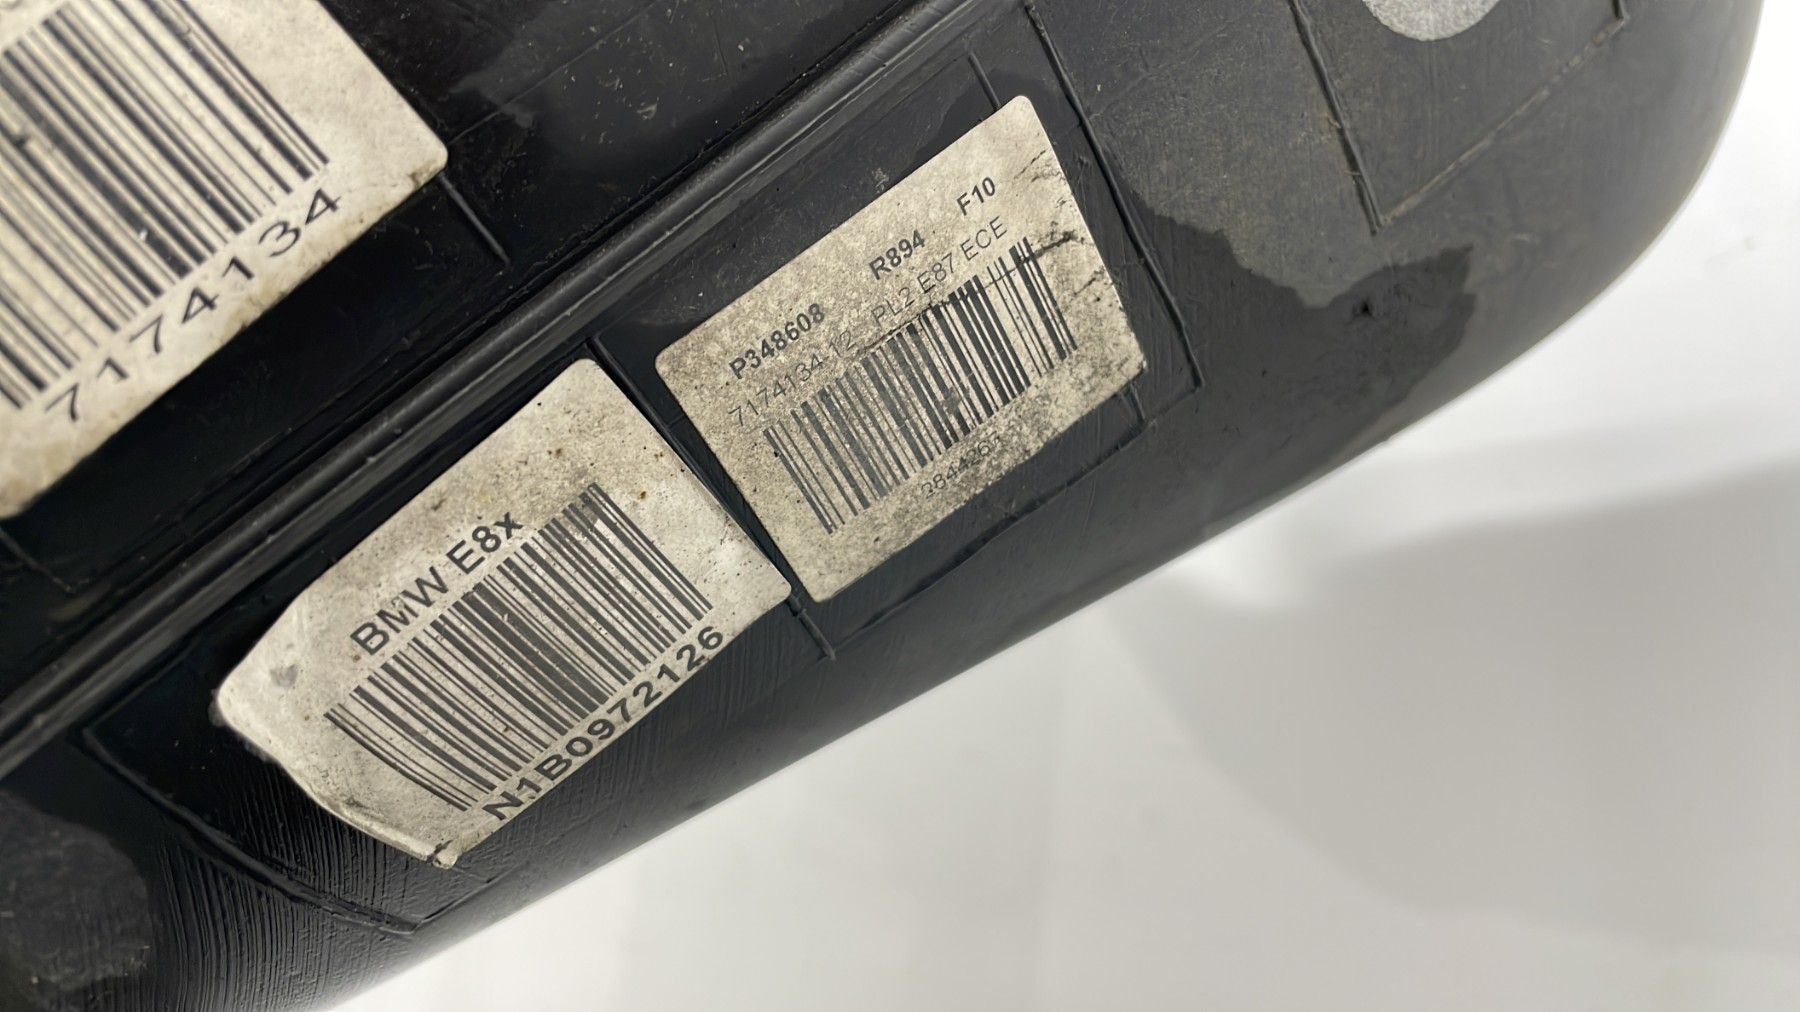 7174134
P348608 R894 F10
7174134-12 PL2 E87 ECE
BMW E8x
N1B0972126